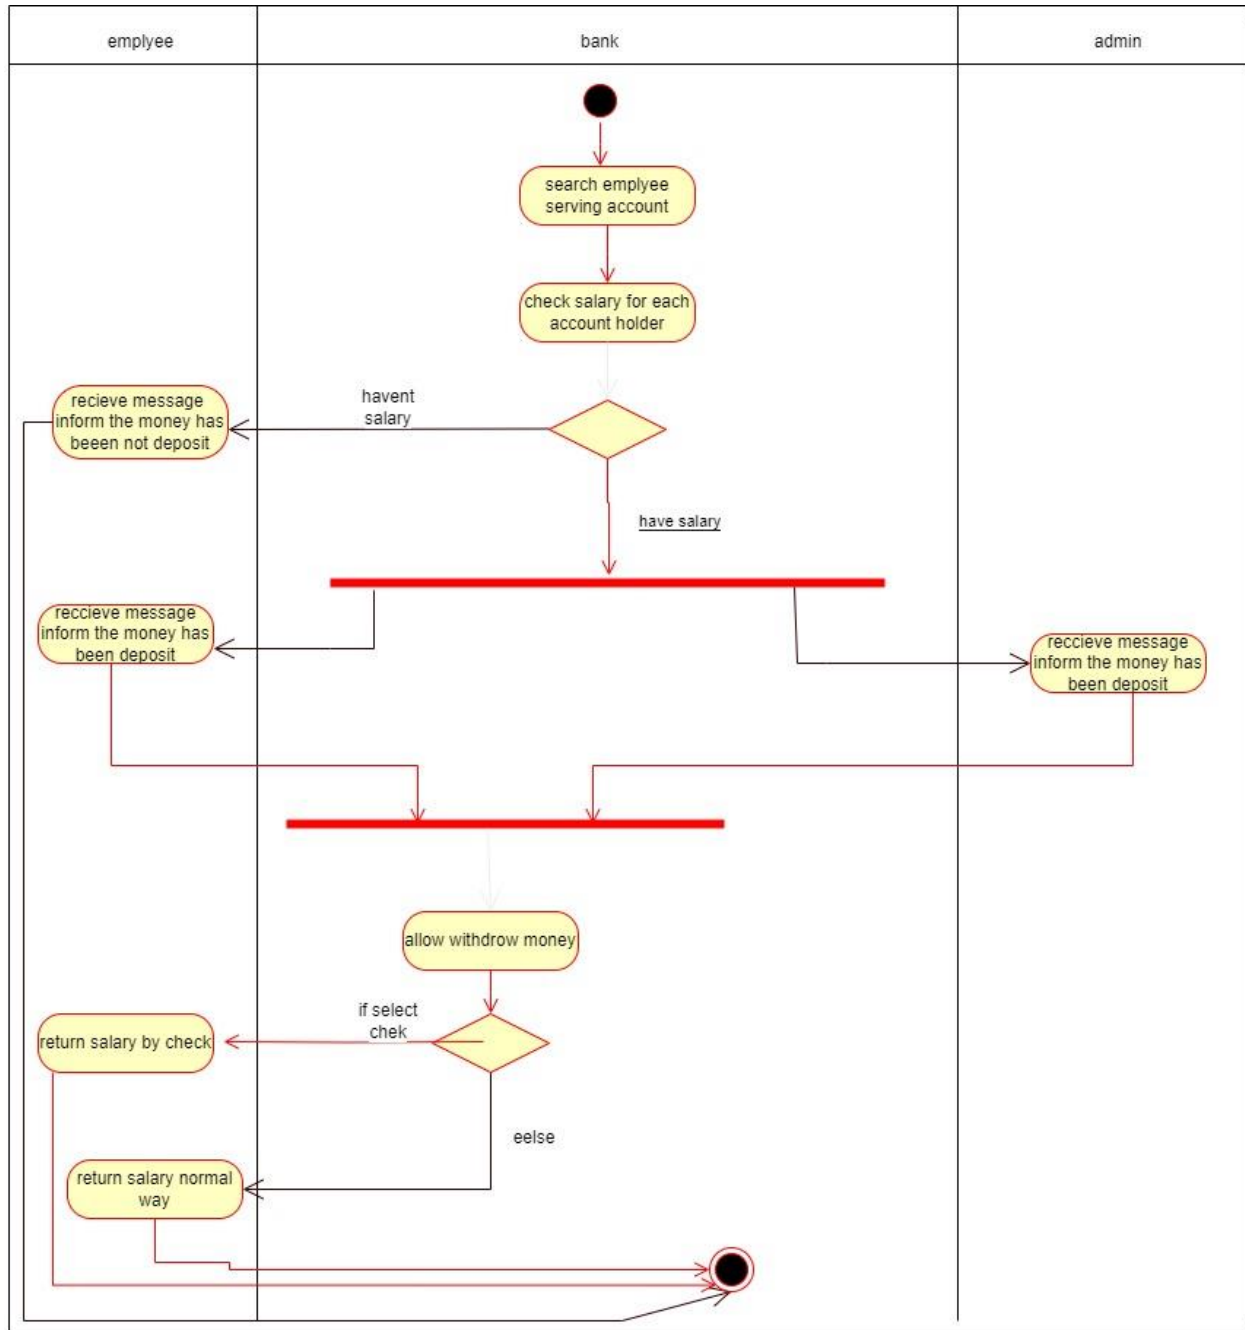 emplyee
bank
admin
search emplyee
serving account
check salary for each
account holder
havent
salary
recieve message
inform the money has
beeen not deposit
have salary
reccieve message
inform the money has
been deposit
reccieve message
inform the money has
been deposit
allow withdrow money
if select
chek
return salary by check
eelse
return salary normal
way